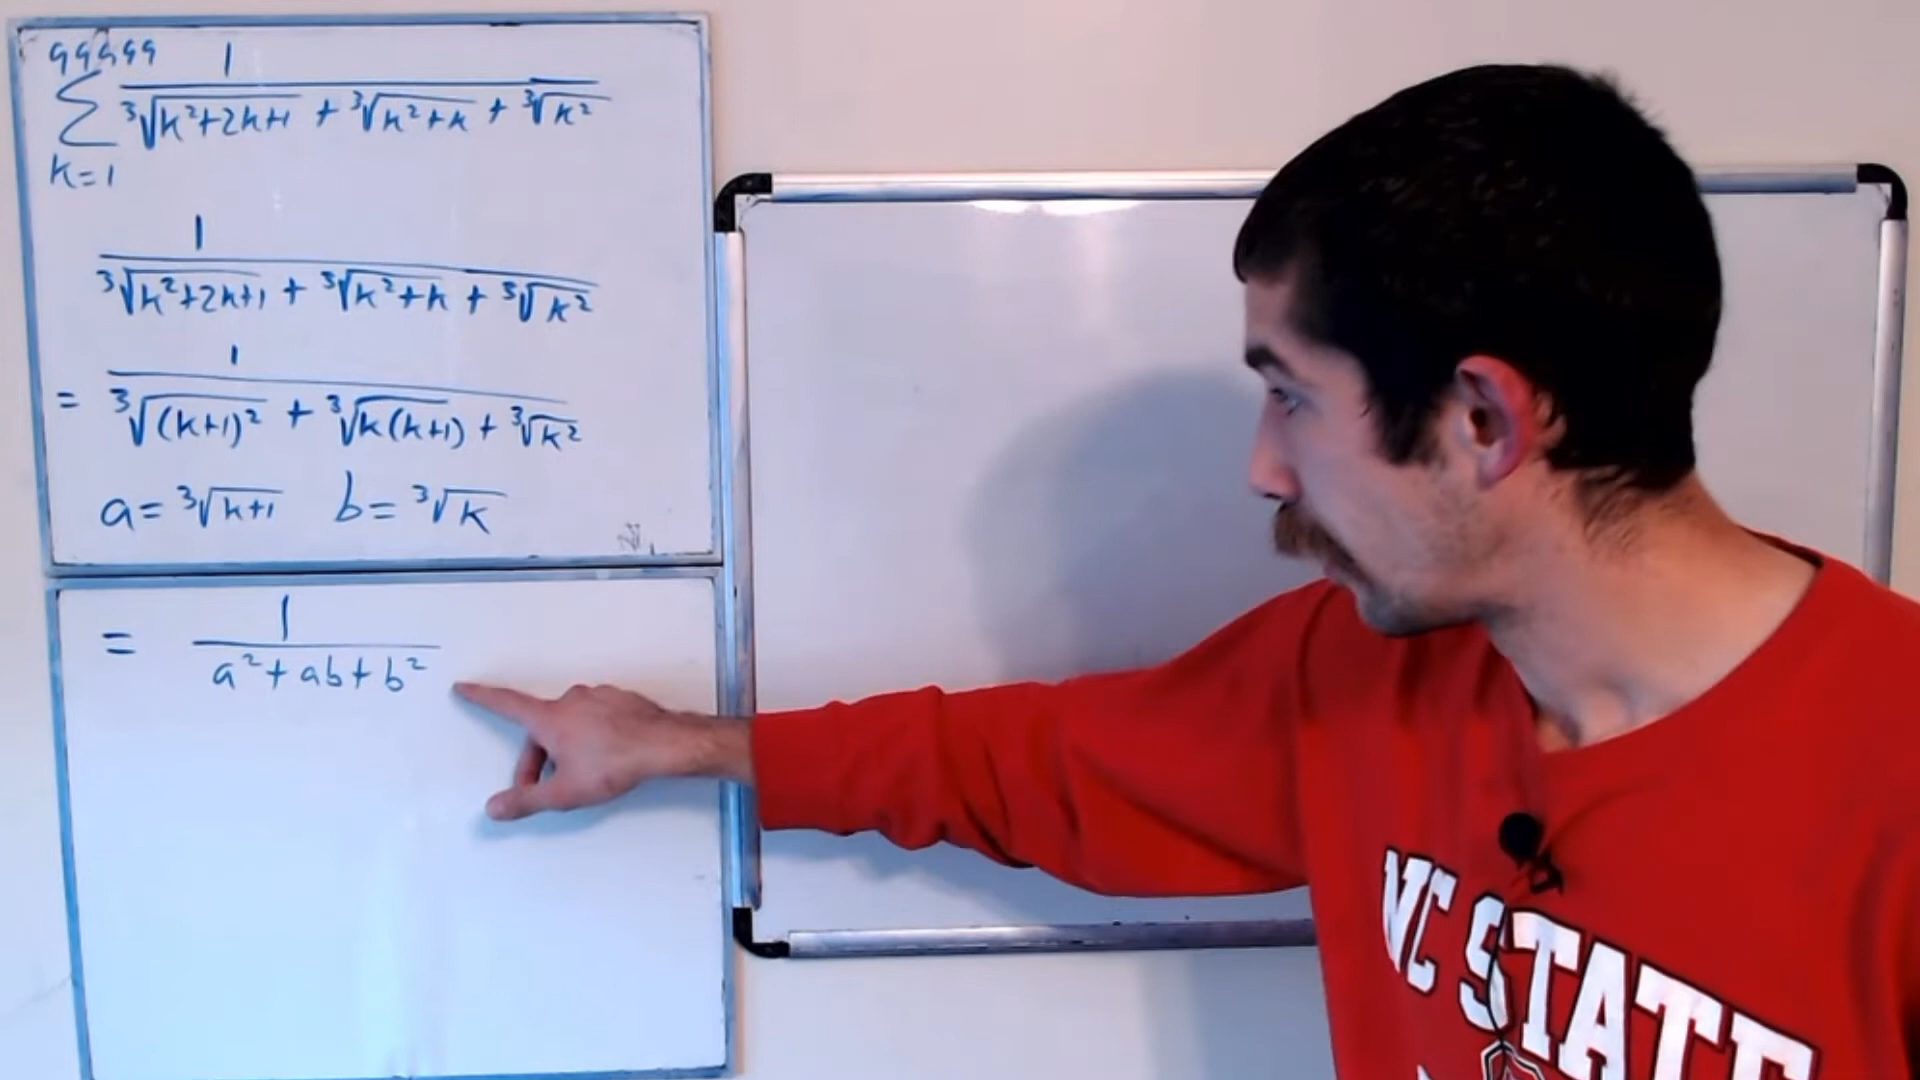 99999
∑ 1/(∛(k²+2k+1) + ∛(k²+k) + ∛(k²))
k=1
1/(∛(k²+2k+1) + ∛(k²+k) + ∛(k²))
= 1/(∛((k+1)²) + ∛(k(k+1)) + ∛(k²))
a = ∛(k+1) b = ∛k
= 1/(a²+ab+b²)
NC STATE